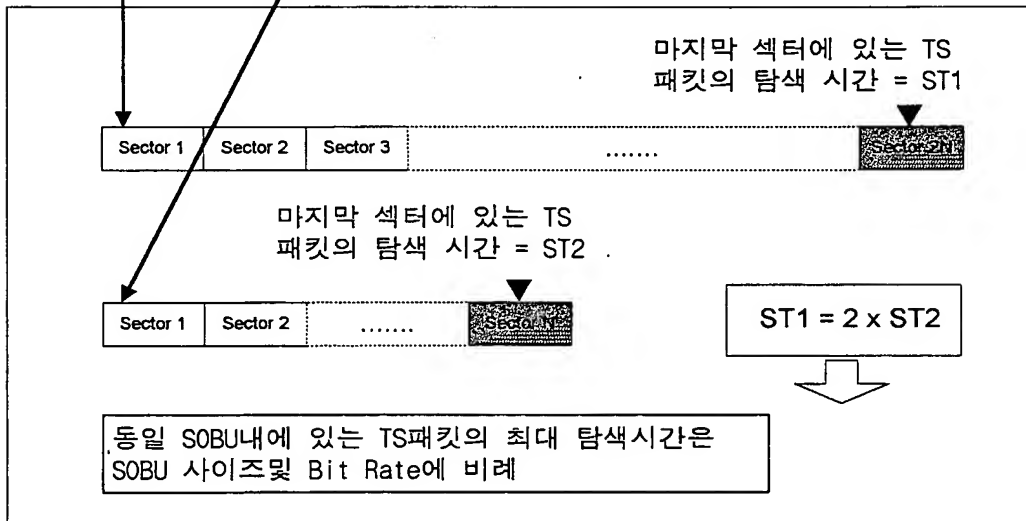 마지막 섹터에 있는 TS
패킷의 탐색 시간 = ST1
Sector 1 Sector 2 Sector 3 ....... Sector 2N
마지막 섹터에 있는 TS
패킷의 탐색 시간 = ST2
Sector 1 Sector 2 ....... Sector N
ST1 = 2 x ST2
동일 SOBU내에 있는 TS패킷의 최대 탐색시간은
SOBU 사이즈및 Bit Rate에 비례